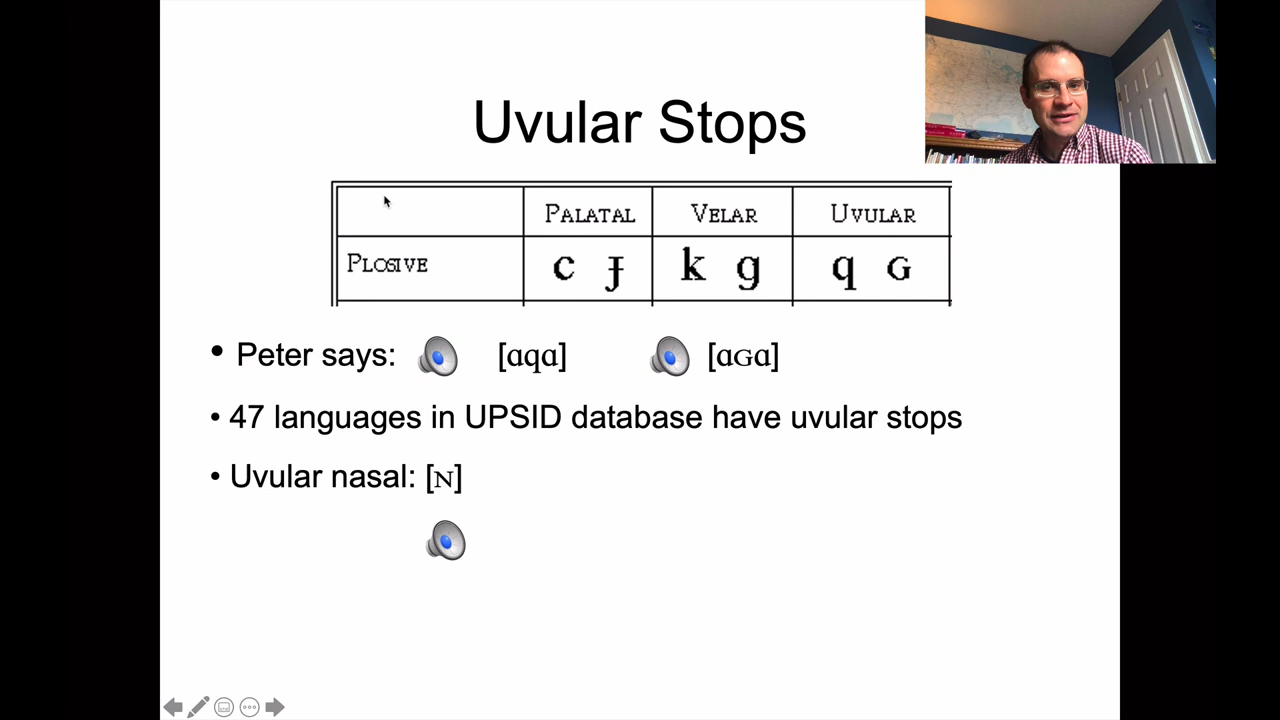 Uvular Stops
Palatal Velar Uvular
Plosive c ɟ k g q ɢ
• Peter says: [ɑqɑ] [ɑɢɑ]
• 47 languages in UPSID database have uvular stops
• Uvular nasal: [ɴ]